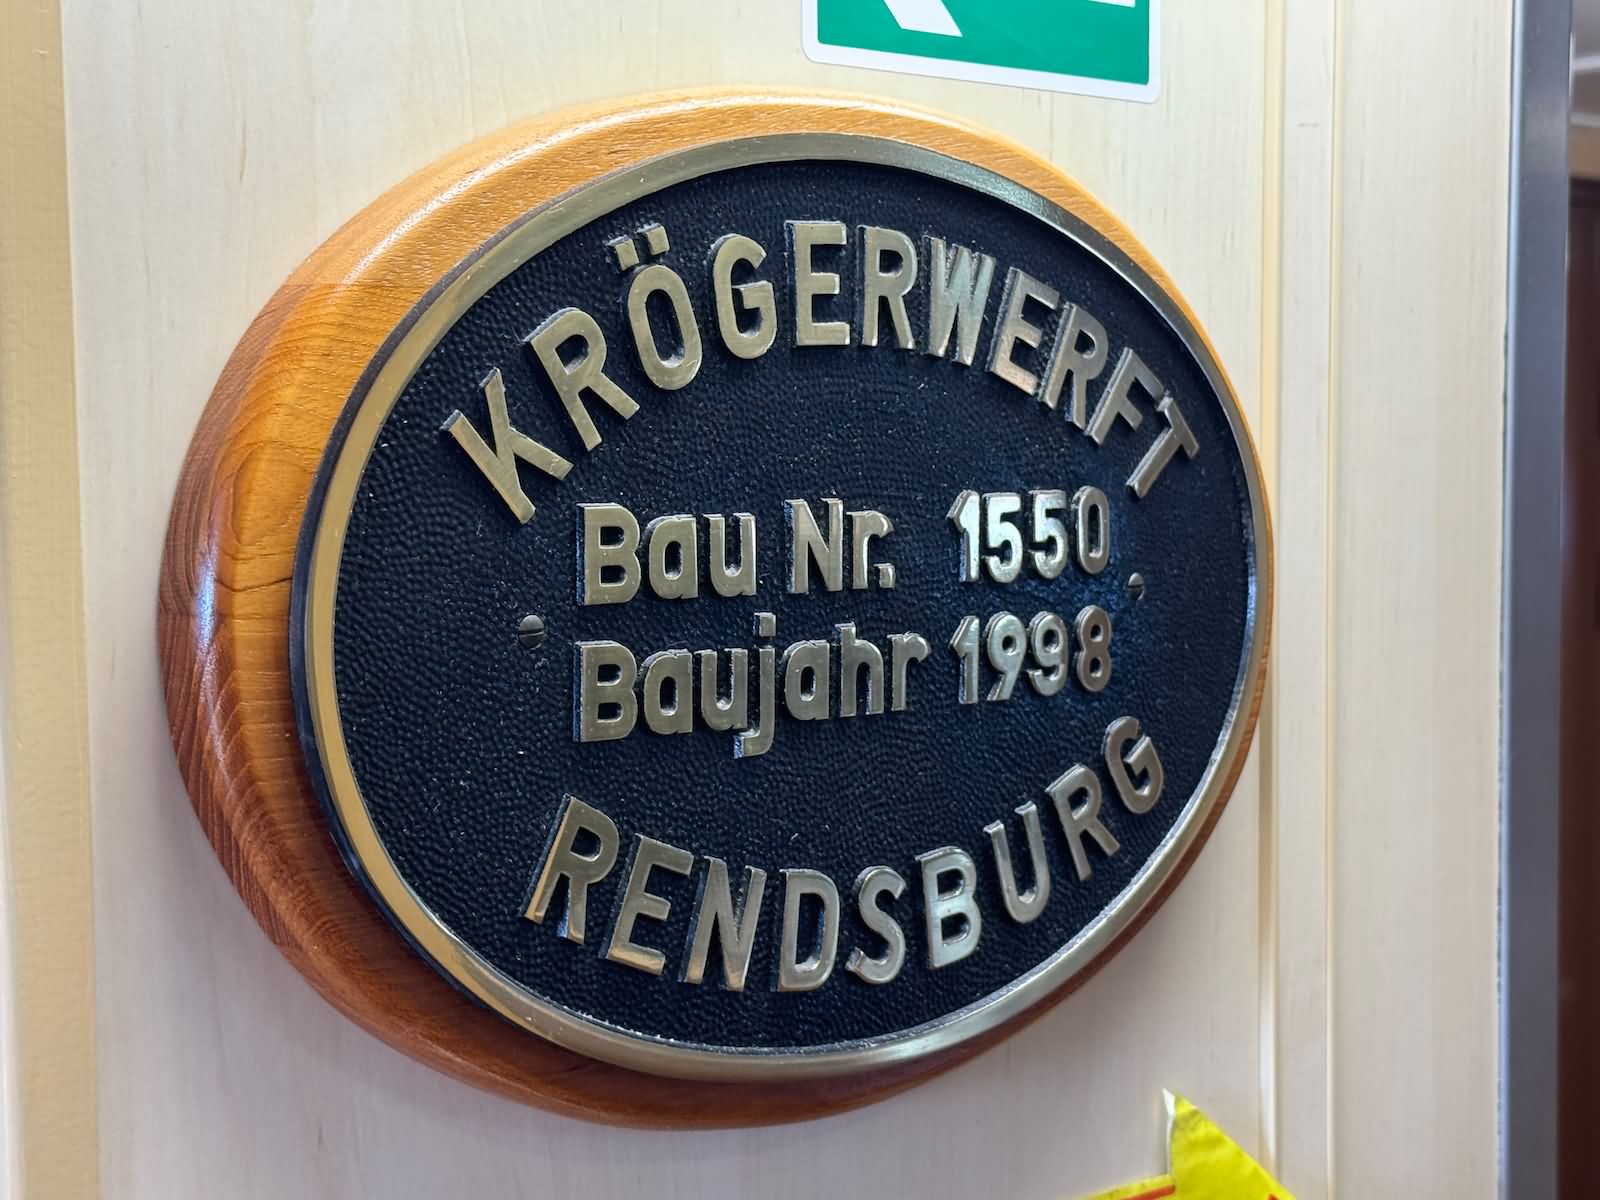 KRÖGERWERFT
Bau Nr. 1550
Baujahr 1998
RENDSBURG